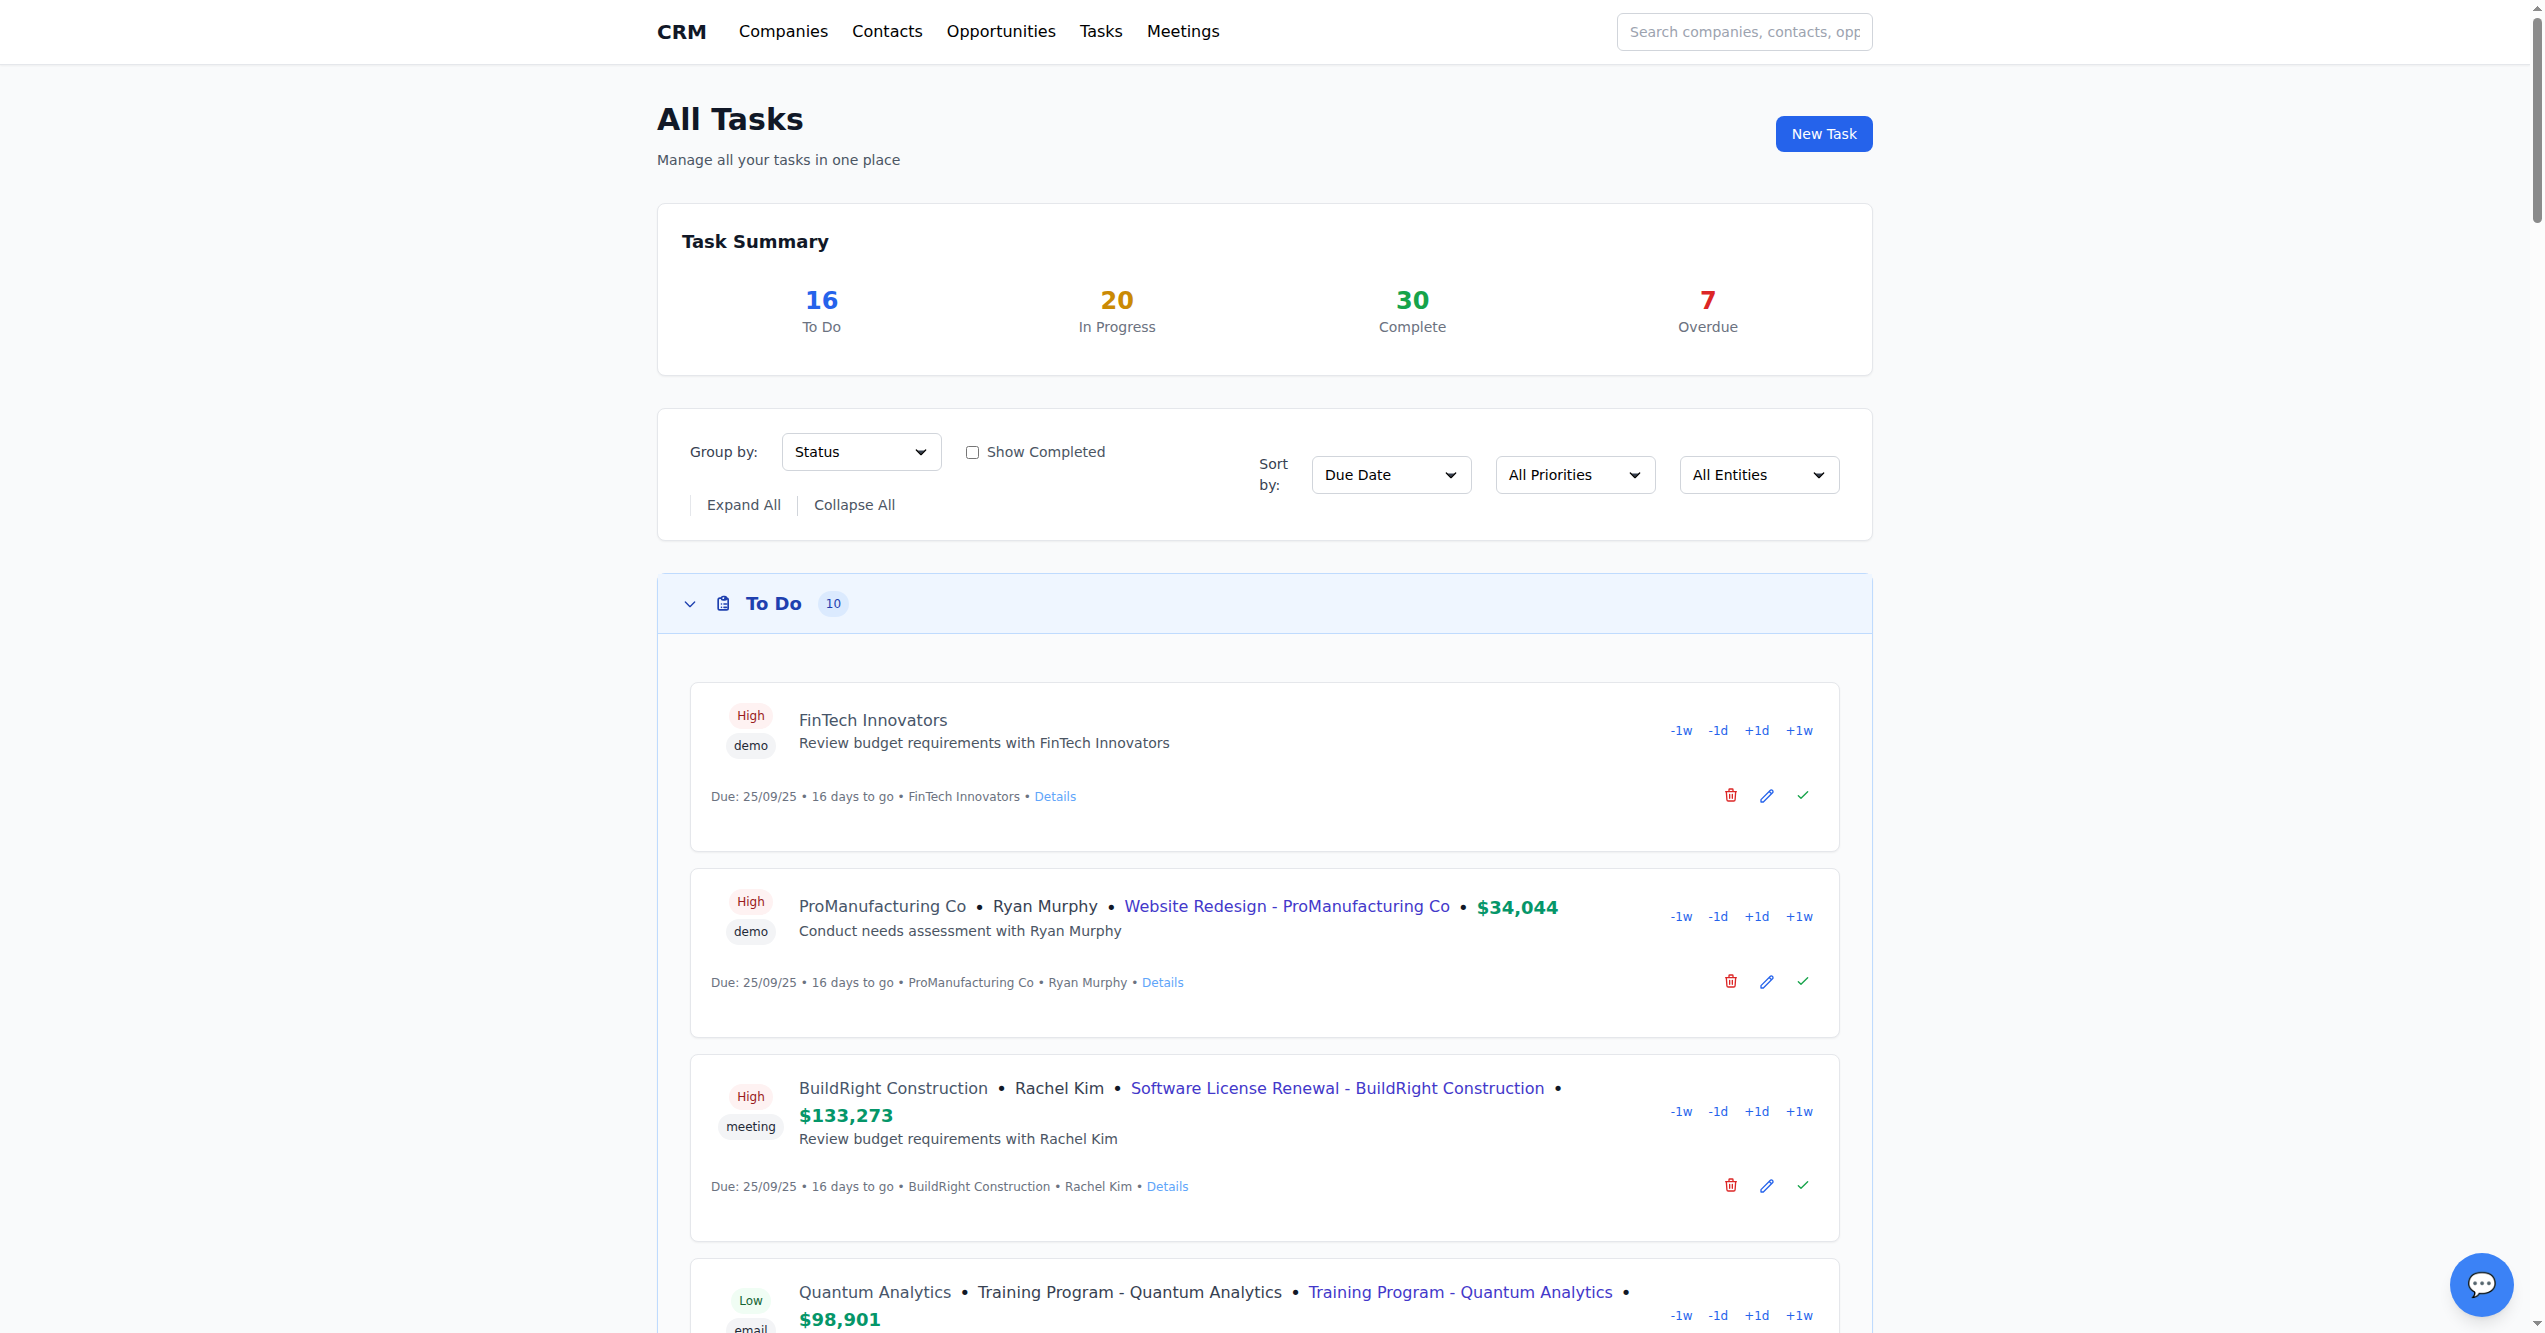 CRM Companies Contacts Opportunities Tasks Meetings Search companies, contacts, opp
All Tasks
New Task
Manage all your tasks in one place
Task Summary
16 20 30 7
To Do In Progress Complete Overdue
Group by: Status Show Completed
Sort by: Due Date All Priorities All Entities
Expand All Collapse All
To Do 10
High
demo
FinTech Innovators
Review budget requirements with FinTech Innovators
-1w -1d +1d +1w
Due: 25/09/25 • 16 days to go • FinTech Innovators • Details
High
demo
ProManufacturing Co • Ryan Murphy • Website Redesign - ProManufacturing Co • $34,044
Conduct needs assessment with Ryan Murphy
-1w -1d +1d +1w
Due: 25/09/25 • 16 days to go • ProManufacturing Co • Ryan Murphy • Details
High
meeting
BuildRight Construction • Rachel Kim • Software License Renewal - BuildRight Construction •
$133,273
Review budget requirements with Rachel Kim
-1w -1d +1d +1w
Due: 25/09/25 • 16 days to go • BuildRight Construction • Rachel Kim • Details
Low
email
Quantum Analytics • Training Program - Quantum Analytics • Training Program - Quantum Analytics •
$98,901
-1w -1d +1d +1w